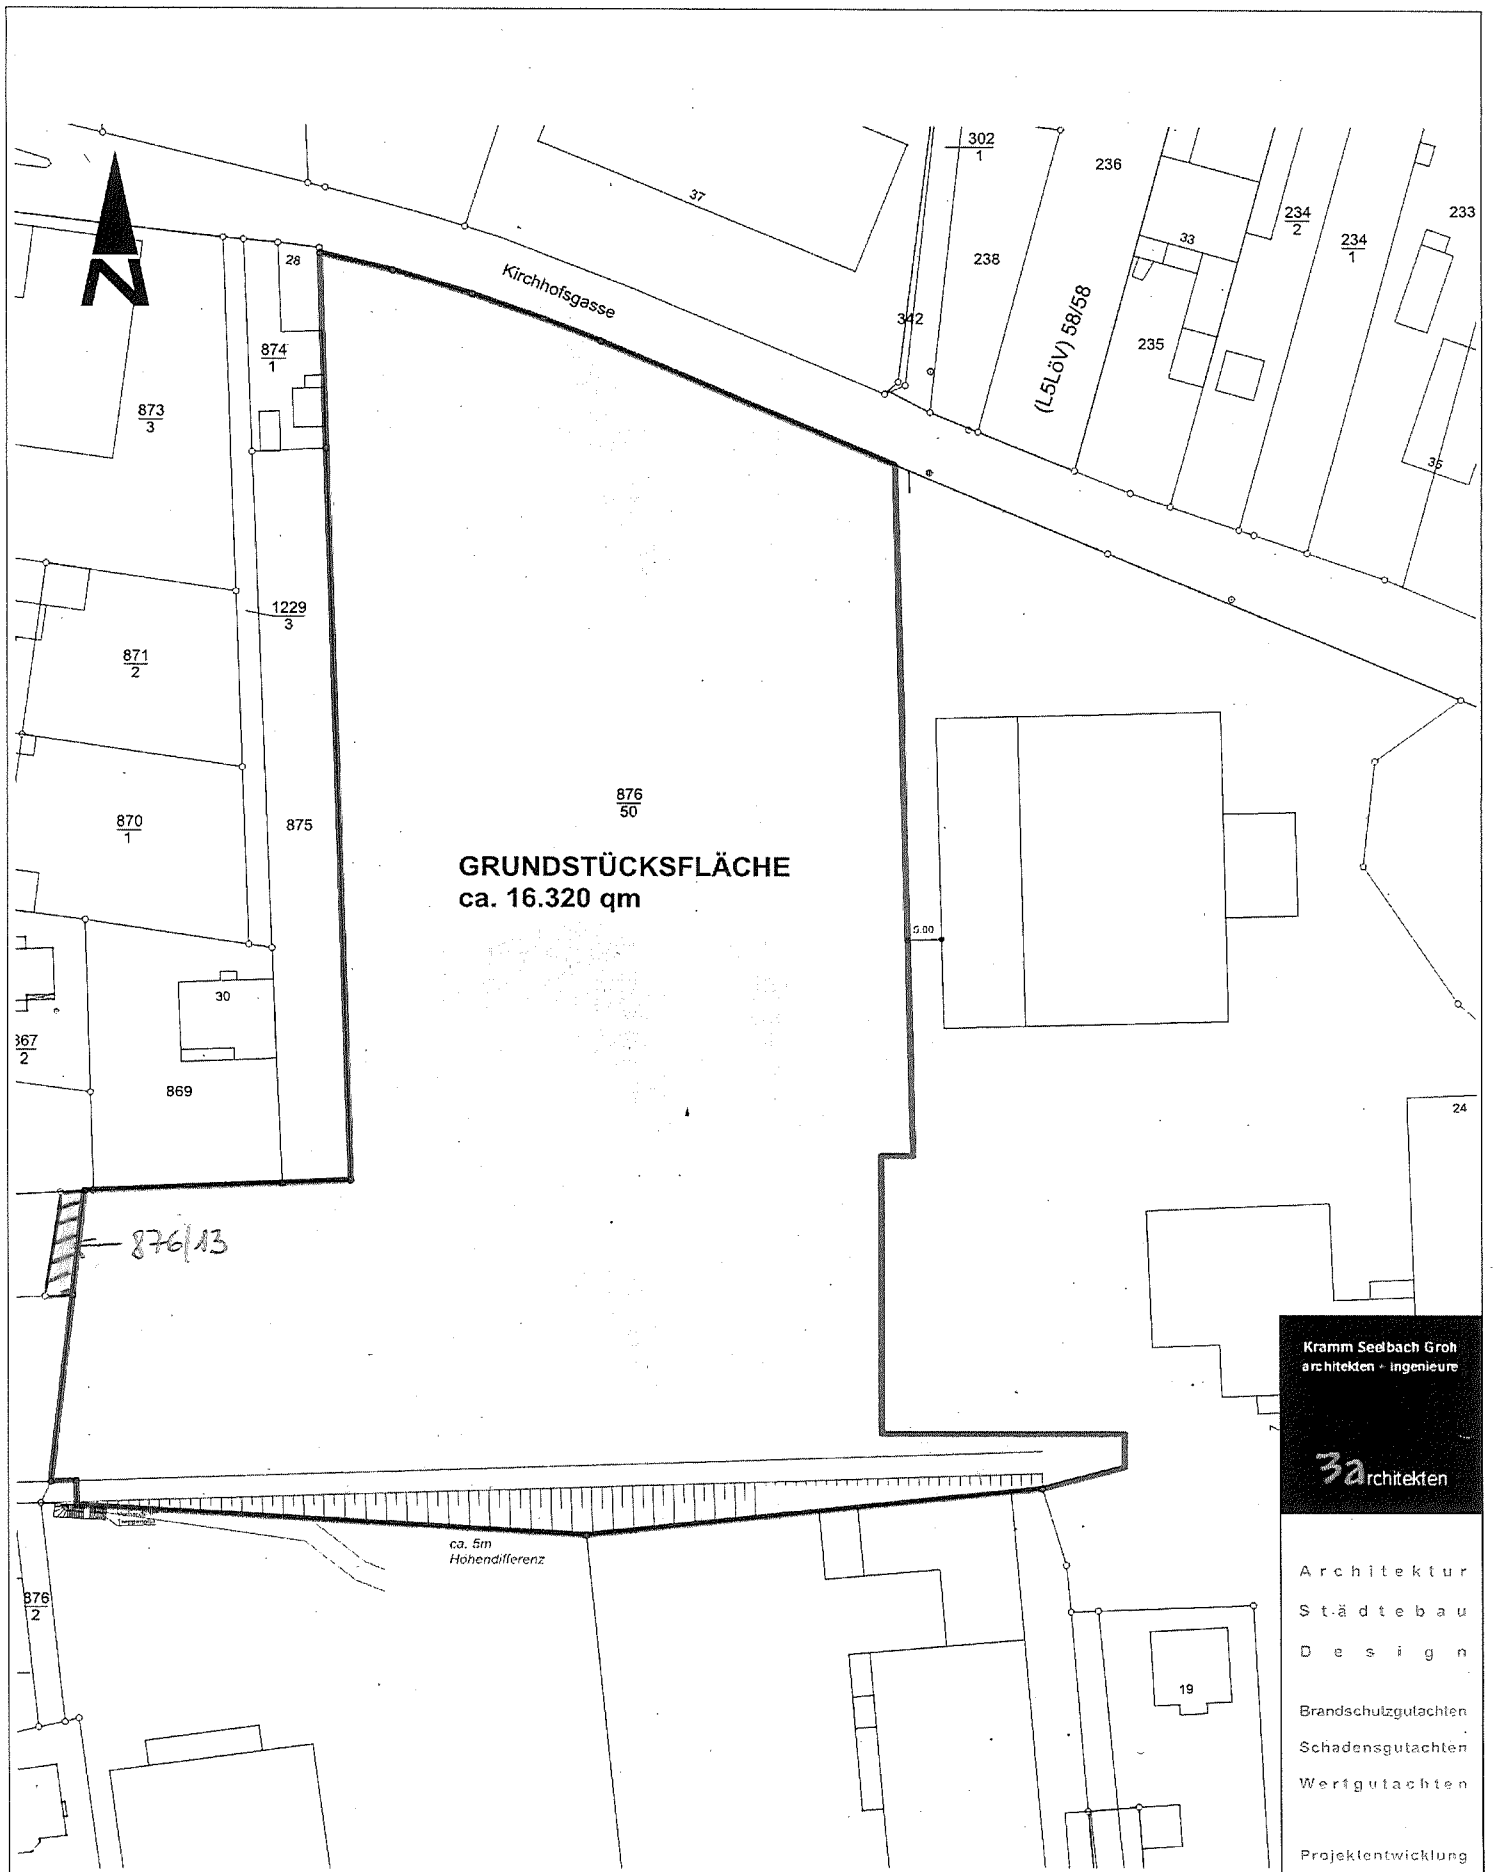 302
1
236
37
234
2
233
33
234
1
28
238
Kirchhofsgasse
342
(L5LöV) 58/58
235
874
1
873
3
35
1229
3
871
2
876
50
870
1
875
GRUNDSTÜCKSFLÄCHE
ca. 16.320 qm
5.00
30
367
2
869
24
N
876/13
Kramm Seelbach Groh
architekten + ingenieure
3architekten
ca. 5m
Höhendifferenz
876
2
19
Architektur
Städtebau
Design
Brandschutzgutachten
Schadensgutachten
Wertgutachten
Projektentwicklung